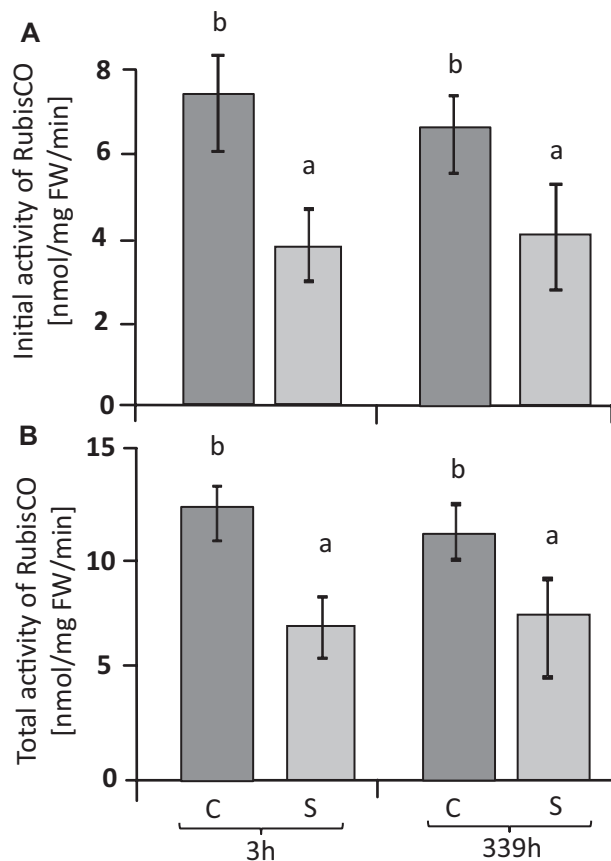 A
Initial activity of RubisCO
[nmol/mg FW/min]
8
6
4
2
0
b
a
b
a
B
Total activity of RubisCO
[nmol/mg FW/min]
15
10
5
0
b
a
b
a
C S C S
3h 339h